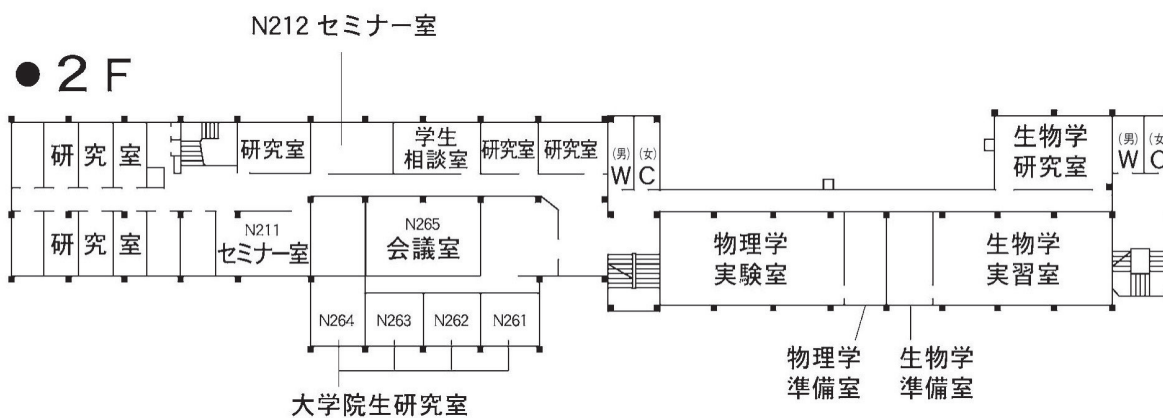 N212 セミナー室
● 2 F
研 究 室
研究室
学生
相談室
研究室
研究室
(男) (女)
W C
生物学
研究室
(男) (女)
W C
研 究 室
N211
セミナー室
N265
会議室
物理学
実験室
生物学
実習室
N264
N263
N262
N261
物理学
準備室
生物学
準備室
大学院生研究室